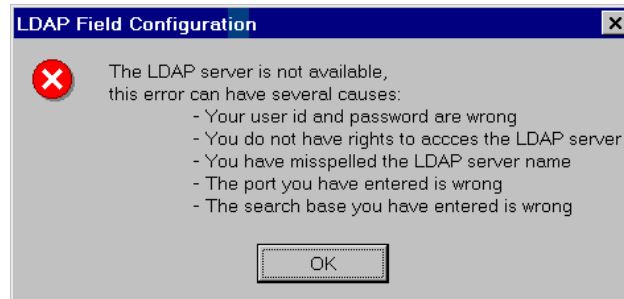 LDAP Field Configuration
The LDAP server is not available,
this error can have several causes:
- Your user id and password are wrong
- You do not have rights to accces the LDAP server
- You have misspelled the LDAP server name
- The port you have entered is wrong
- The search base you have entered is wrong
OK